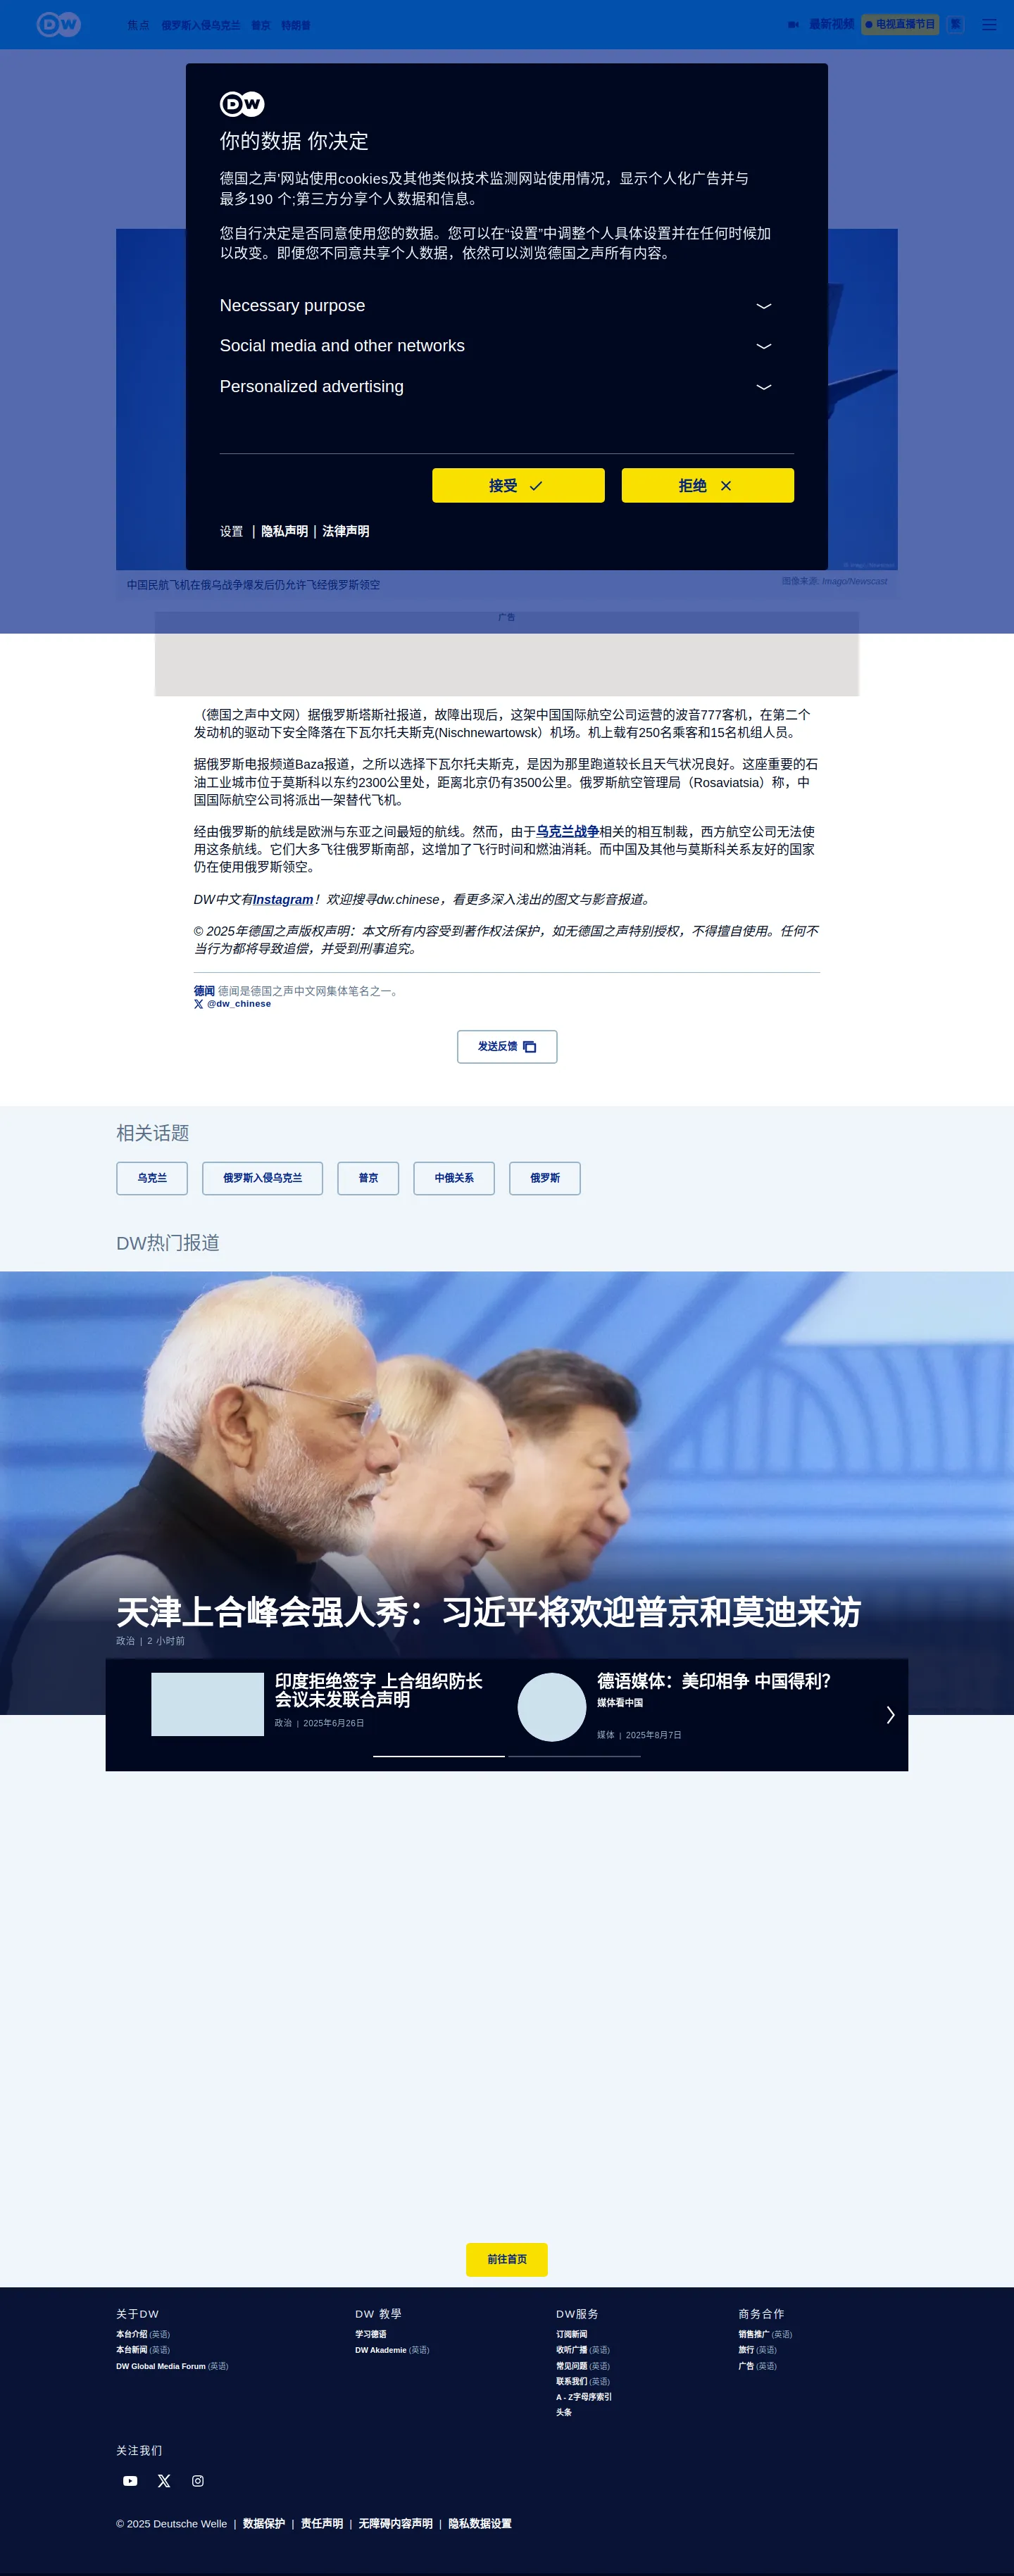 DW
焦点 俄罗斯入侵乌克兰 普京 特朗普
最新视频 电视直播节目 繁
DW
你的数据 你决定
德国之声'网站使用cookies及其他类似技术监测网站使用情况，显示个人化广告并与
最多190 个;第三方分享个人数据和信息。
您自行决定是否同意使用您的数据。您可以在“设置”中调整个人具体设置并在任何时候加
以改变。即便您不同意共享个人数据，依然可以浏览德国之声所有内容。
Necessary purpose
Social media and other networks
Personalized advertising
接受 拒绝
设置 | 隐私声明 | 法律声明
中国民航飞机在俄乌战争爆发后仍允许飞经俄罗斯领空
图像来源: Imago/Newscast
广告
（德国之声中文网）据俄罗斯塔斯社报道，故障出现后，这架中国国际航空公司运营的波音777客机，在第二个
发动机的驱动下安全降落在下瓦尔托夫斯克(Nischnewartowsk）机场。机上载有250名乘客和15名机组人员。
据俄罗斯电报频道Baza报道，之所以选择下瓦尔托夫斯克，是因为那里跑道较长且天气状况良好。这座重要的石
油工业城市位于莫斯科以东约2300公里处，距离北京仍有3500公里。俄罗斯航空管理局（Rosaviatsia）称，中
国国际航空公司将派出一架替代飞机。
经由俄罗斯的航线是欧洲与东亚之间最短的航线。然而，由于乌克兰战争相关的相互制裁，西方航空公司无法使
用这条航线。它们大多飞往俄罗斯南部，这增加了飞行时间和燃油消耗。而中国及其他与莫斯科关系友好的国家
仍在使用俄罗斯领空。
DW中文有Instagram！欢迎搜寻dw.chinese，看更多深入浅出的图文与影音报道。
© 2025年德国之声版权声明：本文所有内容受到著作权法保护，如无德国之声特别授权，不得擅自使用。任何不
当行为都将导致追偿，并受到刑事追究。
德闻 德闻是德国之声中文网集体笔名之一。
@dw_chinese
发送反馈
相关话题
乌克兰 俄罗斯入侵乌克兰 普京 中俄关系 俄罗斯
DW热门报道
天津上合峰会强人秀：习近平将欢迎普京和莫迪来访
政治 | 2 小时前
印度拒绝签字 上合组织防长
会议未发联合声明
政治 | 2025年6月26日
德语媒体：美印相争 中国得利？
媒体看中国
媒体 | 2025年8月7日
前往首页
关于DW
本台介绍 (英语)
本台新闻 (英语)
DW Global Media Forum (英语)
DW 教學
学习德语
DW Akademie (英语)
DW服务
订阅新闻
收听广播 (英语)
常见问题 (英语)
联系我们 (英语)
A - Z字母序索引
头条
商务合作
销售推广 (英语)
旅行 (英语)
广告 (英语)
关注我们
© 2025 Deutsche Welle | 数据保护 | 责任声明 | 无障碍内容声明 | 隐私数据设置